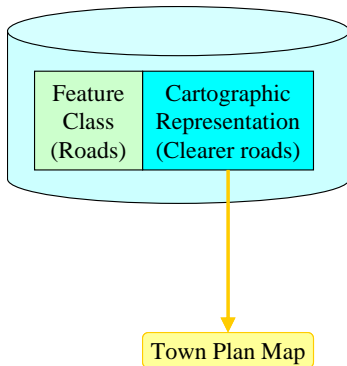 Feature
Class
(Roads)
Cartographic
Representation
(Clearer roads)
Town Plan Map